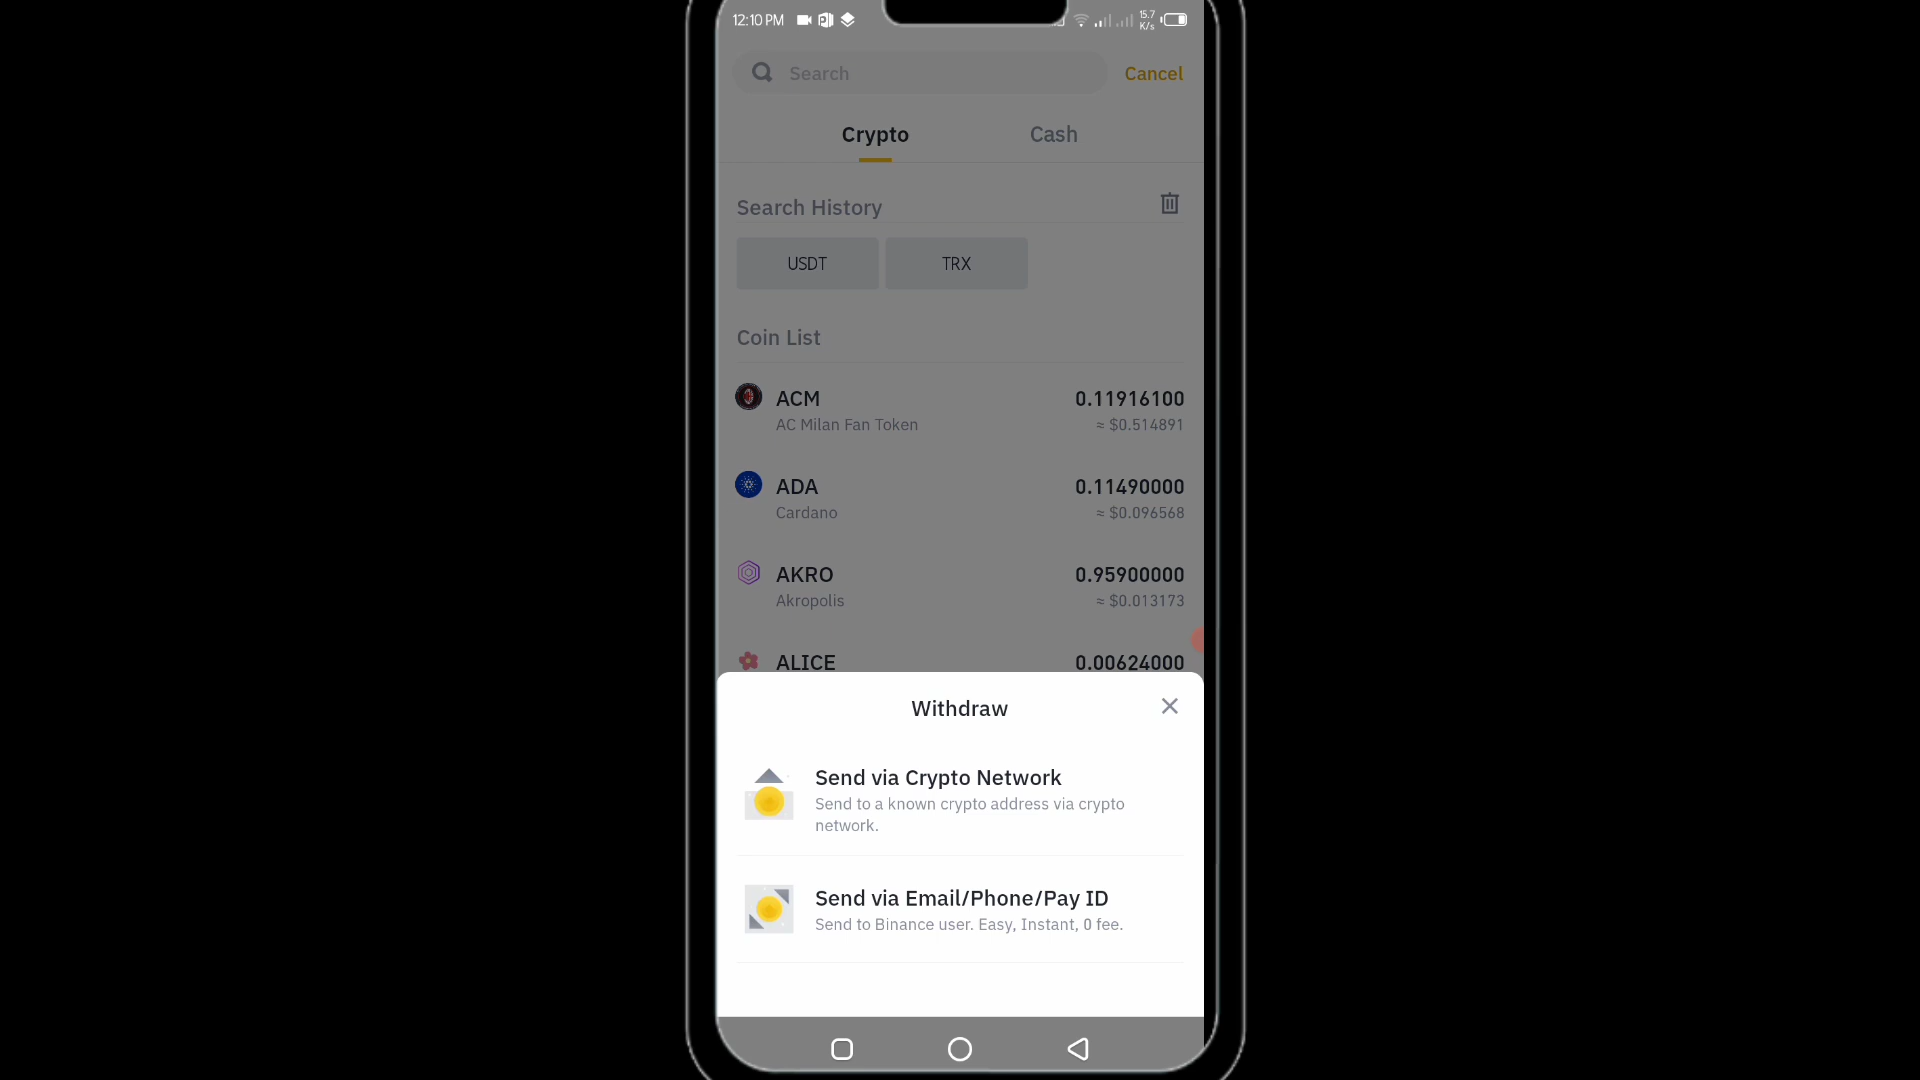 12:10 PM
15.7
K/s
Search
Cancel
Crypto
Cash
Search History
USDT
TRX
Coin List
ACM
0.11916100
AC Milan Fan Token
≈ $0.514891
ADA
0.11490000
Cardano
≈ $0.096568
AKRO
0.95900000
Akropolis
≈ $0.013173
ALICE
0.00624000
Withdraw
Send via Crypto Network
Send to a known crypto address via crypto
network.
Send via Email/Phone/Pay ID
Send to Binance user. Easy, Instant, 0 fee.